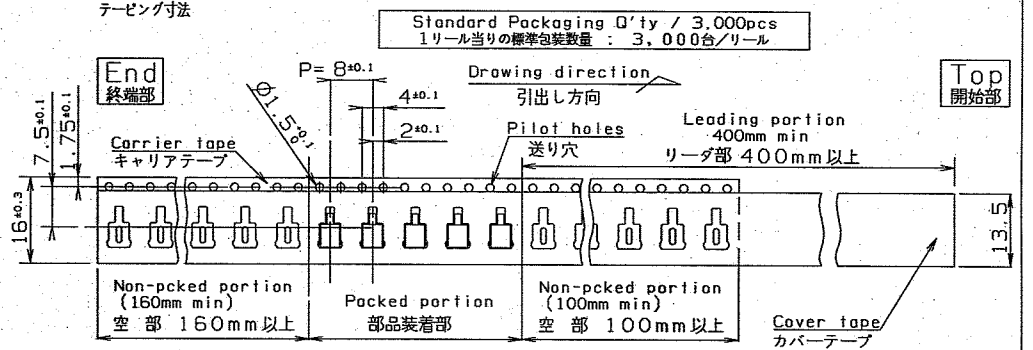 テーピング寸法
Standard Packaging Q'ty / 3,000pcs
1リール当りの標準包装数量 : 3,000台/リール
End
終端部
P= 8±0.1
Drawing direction
引出し方向
Top
開始部
7.5±0.1
1.75±0.1
Ø1.5+0.1 0
4±0.1
2±0.1
Carrier tape
キャリアテープ
Pilot holes
送り穴
Leading portion
400mm min
リーダ部 400mm以上
16±0.3
13.5
Non-pcked portion
(160mm min)
空 部 160mm以上
Packed portion
部品装着部
Non-pcked portion
(100mm min)
空 部 100mm以上
Cover tape
カバーテープ